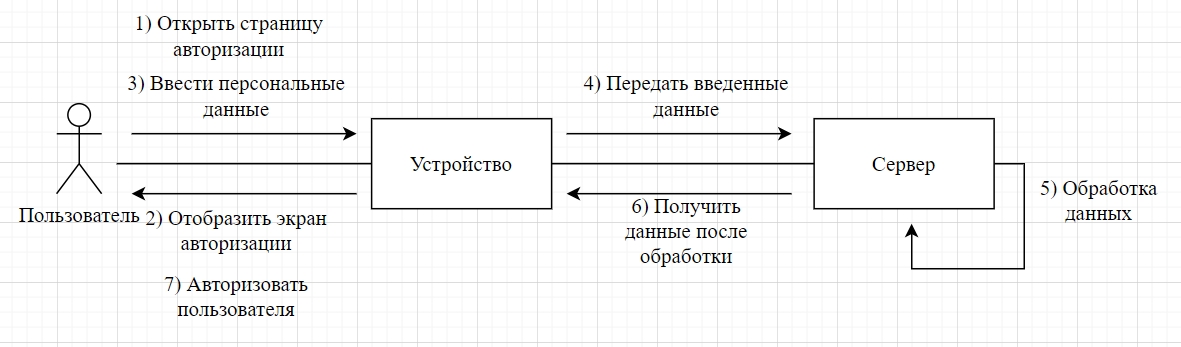 1) Открыть страницу
авторизации
3) Ввести персональные
данные
4) Передать введенные
данные
Устройство
Сервер
5) Обработка
данных
Пользователь
2) Отобразить экран
авторизации
6) Получить
данные после
обработки
7) Авторизовать
пользователя